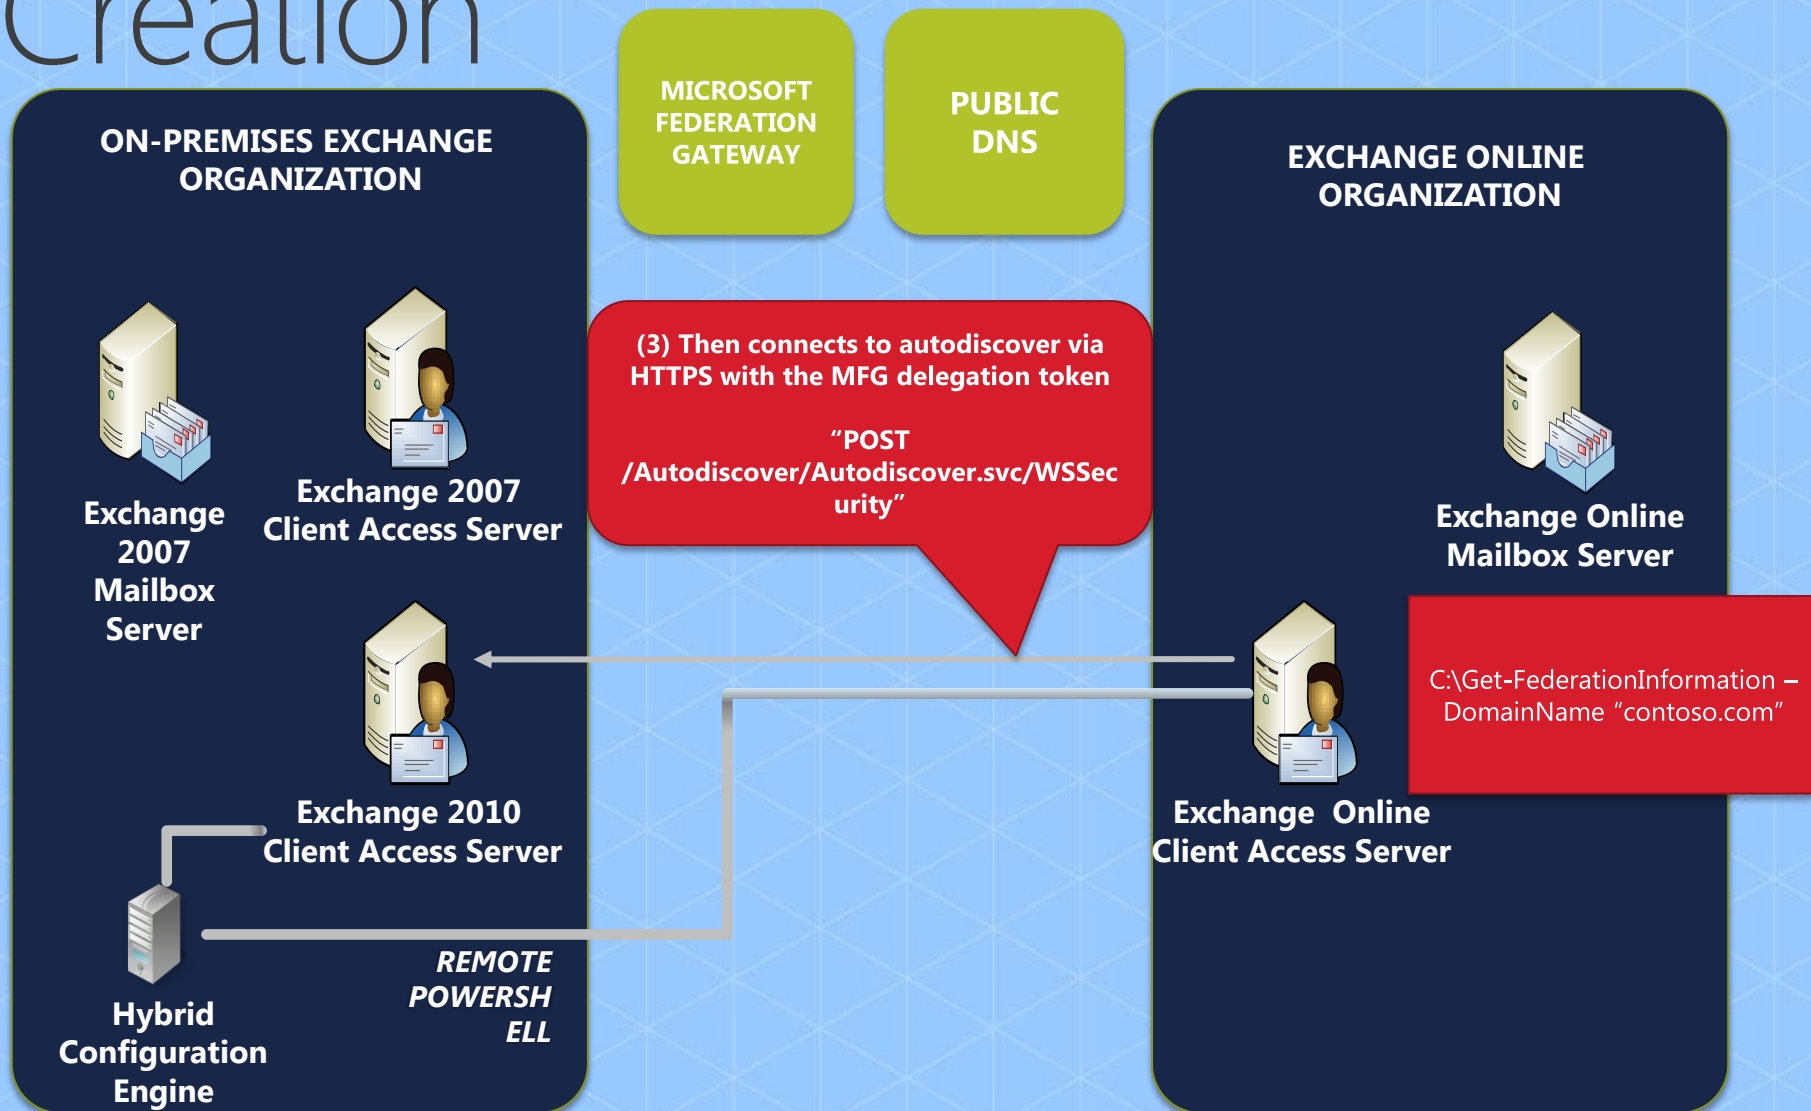 Creation
ON-PREMISES EXCHANGE
ORGANIZATION
MICROSOFT
FEDERATION
GATEWAY
PUBLIC
DNS
EXCHANGE ONLINE
ORGANIZATION
(3) Then connects to autodiscover via
HTTPS with the MFG delegation token
“POST
/Autodiscover/Autodiscover.svc/WSSec
urity”
Exchange
2007
Mailbox
Server
Exchange 2007
Client Access Server
Exchange Online
Mailbox Server
C:\Get-FederationInformation –
DomainName “contoso.com”
Exchange 2010
Client Access Server
Exchange Online
Client Access Server
REMOTE
POWERSH
ELL
Hybrid
Configuration
Engine